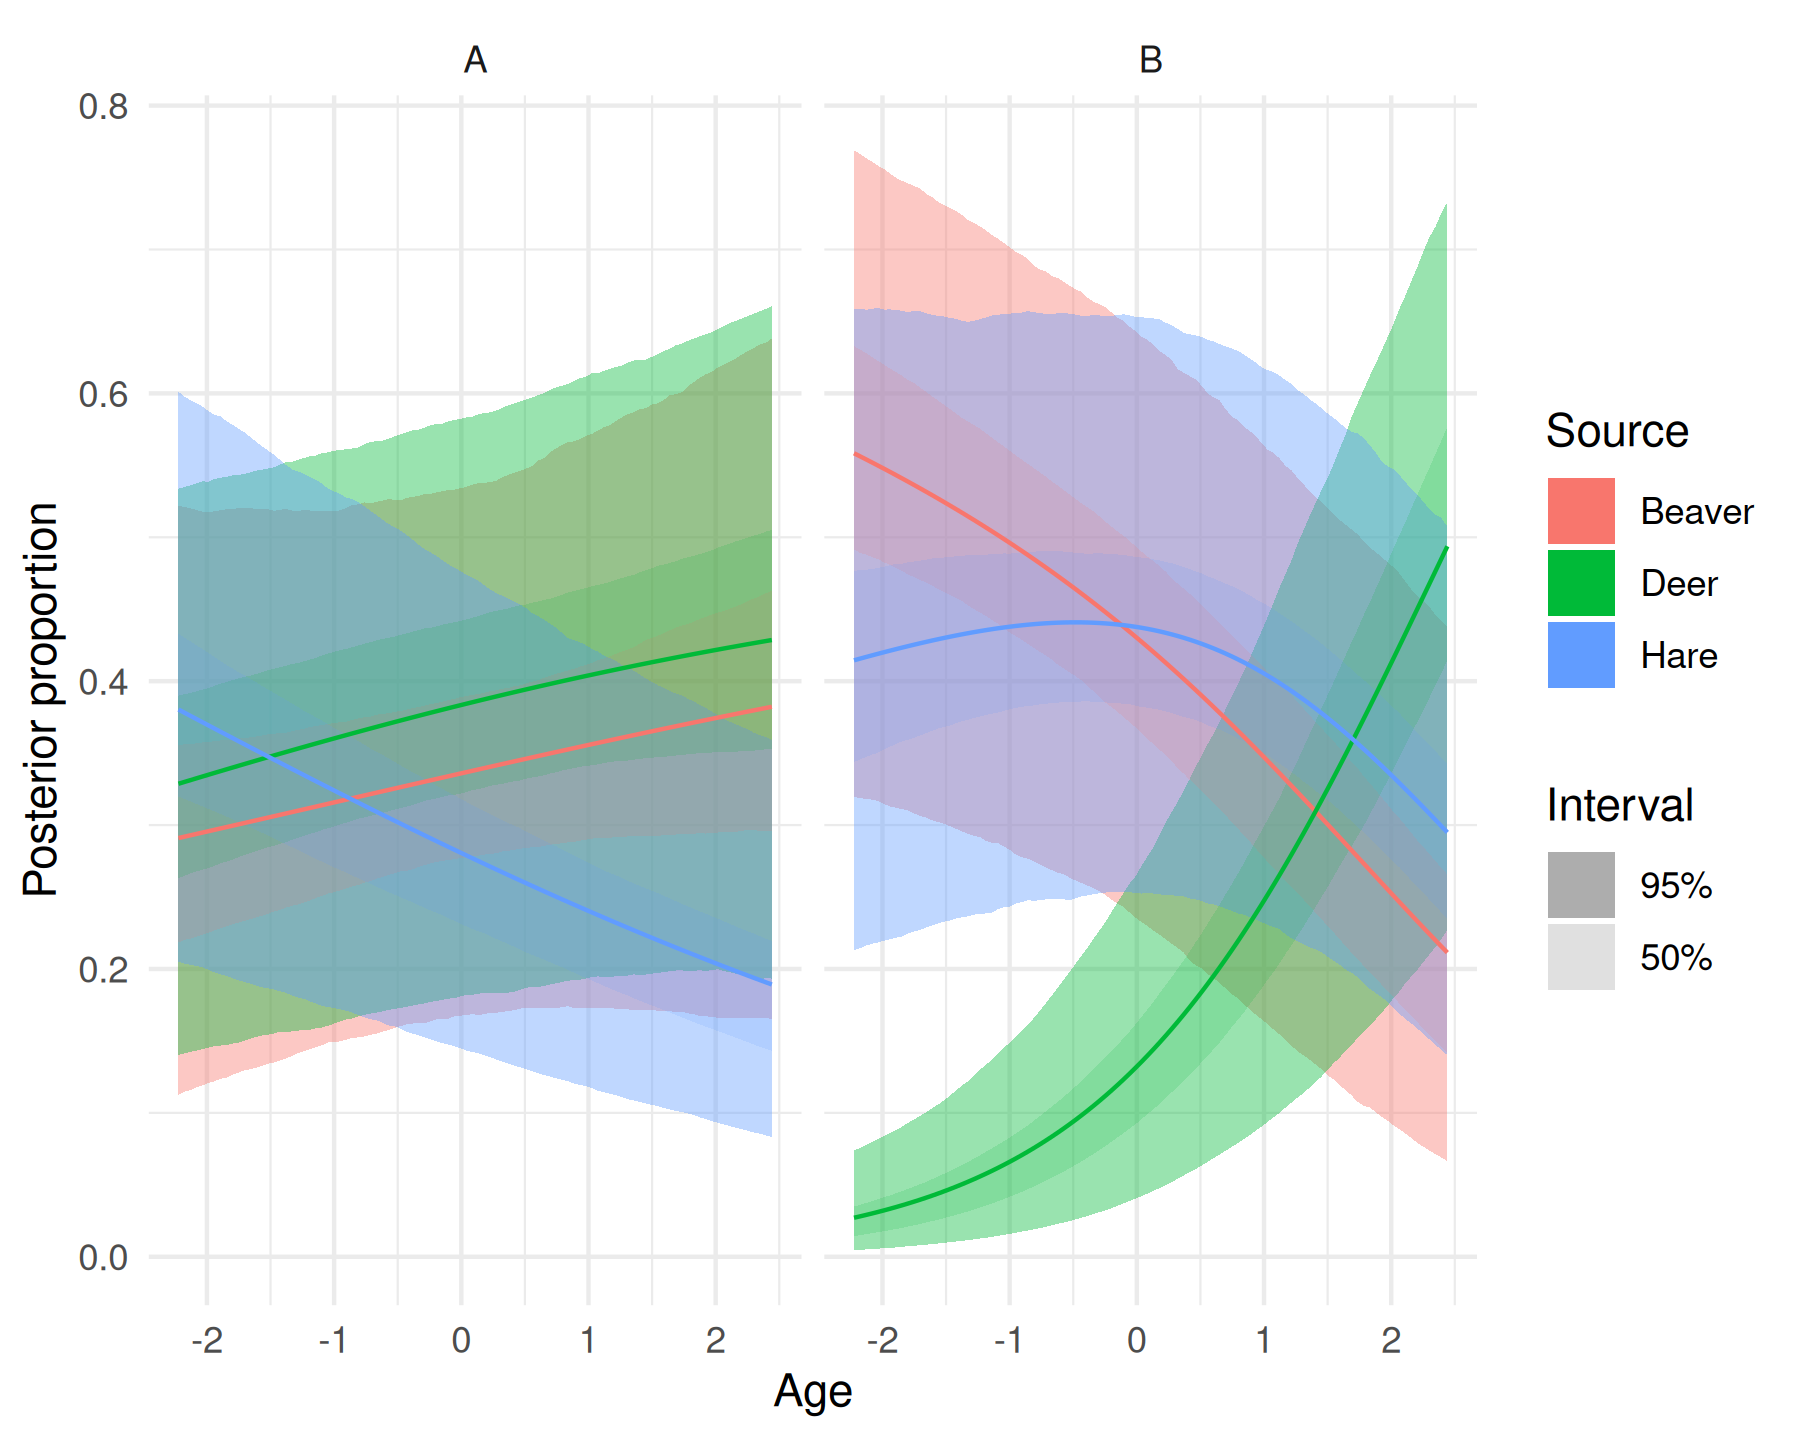 A
B
0.8
0.6
0.4
0.2
0.0
Posterior proportion
-2 -1 0 1 2
-2 -1 0 1 2
Age
Source
Beaver
Deer
Hare
Interval
95%
50%